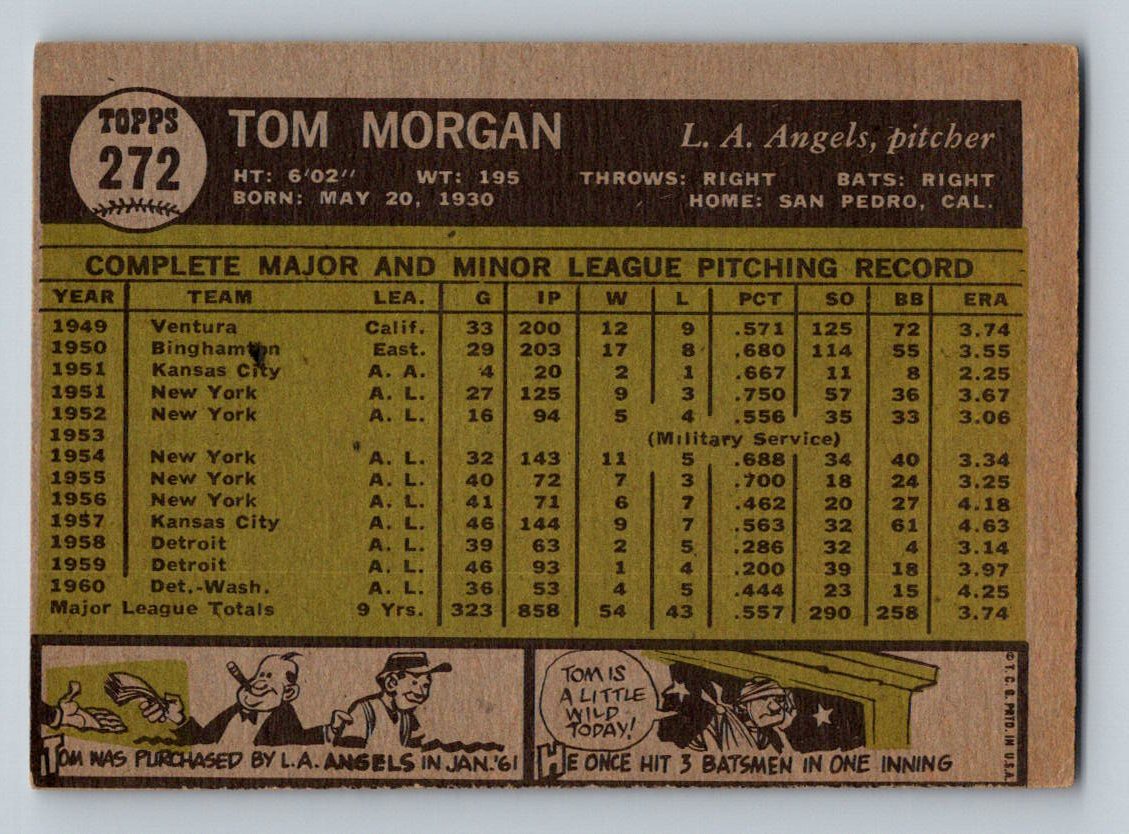 TOPPS
272
TOM MORGAN L. A. Angels, pitcher
HT: 6'02" WT: 195 THROWS: RIGHT BATS: RIGHT
BORN: MAY 20, 1930 HOME: SAN PEDRO, CAL.
COMPLETE MAJOR AND MINOR LEAGUE PITCHING RECORD
YEAR TEAM LEA. G IP W L PCT SO BB ERA
1949 Ventura Calif. 33 200 12 9 .571 125 72 3.74
1950 Binghamton East. 29 203 17 8 .680 114 55 3.55
1951 Kansas City A. A. 4 20 2 1 .667 11 8 2.25
1951 New York A. L. 27 125 9 3 .750 57 36 3.67
1952 New York A. L. 16 94 5 4 .556 35 33 3.06
1953 (Military Service)
1954 New York A. L. 32 143 11 5 .688 34 40 3.34
1955 New York A. L. 40 72 7 3 .700 18 24 3.25
1956 New York A. L. 41 71 6 7 .462 20 27 4.18
1957 Kansas City A. L. 46 144 9 7 .563 32 61 4.63
1958 Detroit A. L. 39 63 2 5 .286 32 4 3.14
1959 Detroit A. L. 46 93 1 4 .200 39 18 3.97
1960 Det.-Wash. A. L. 36 53 4 5 .444 23 15 4.25
Major League Totals 9 Yrs. 323 858 54 43 .557 290 258 3.74
TOM WAS PURCHASED BY L.A. ANGELS IN JAN. '61
TOM IS
A LITTLE
WILD
TODAY!
HE ONCE HIT 3 BATSMEN IN ONE INNING
© T. C. G. PRTD. IN U.S.A.